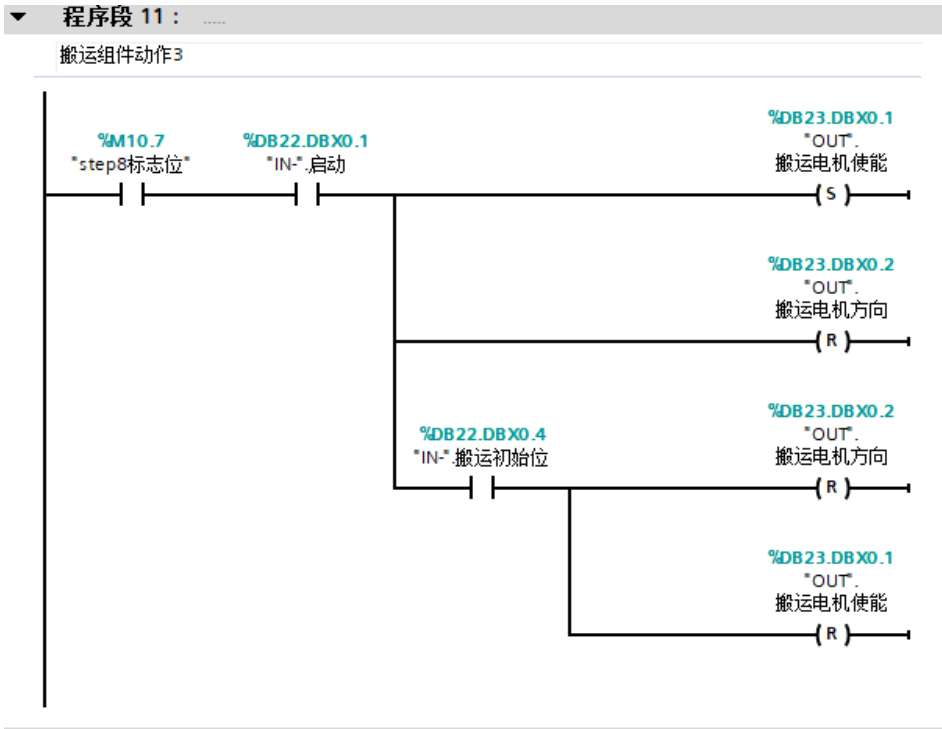 程序段 11： .....
搬运组件动作3
%M10.7
"step8标志位"
%DB22.DBX0.1
"IN-".启动
%DB23.DBX0.1
"OUT".
搬运电机使能
S
%DB23.DBX0.2
"OUT".
搬运电机方向
R
%DB22.DBX0.4
"IN-".搬运初始位
%DB23.DBX0.2
"OUT".
搬运电机方向
R
%DB23.DBX0.1
"OUT".
搬运电机使能
R